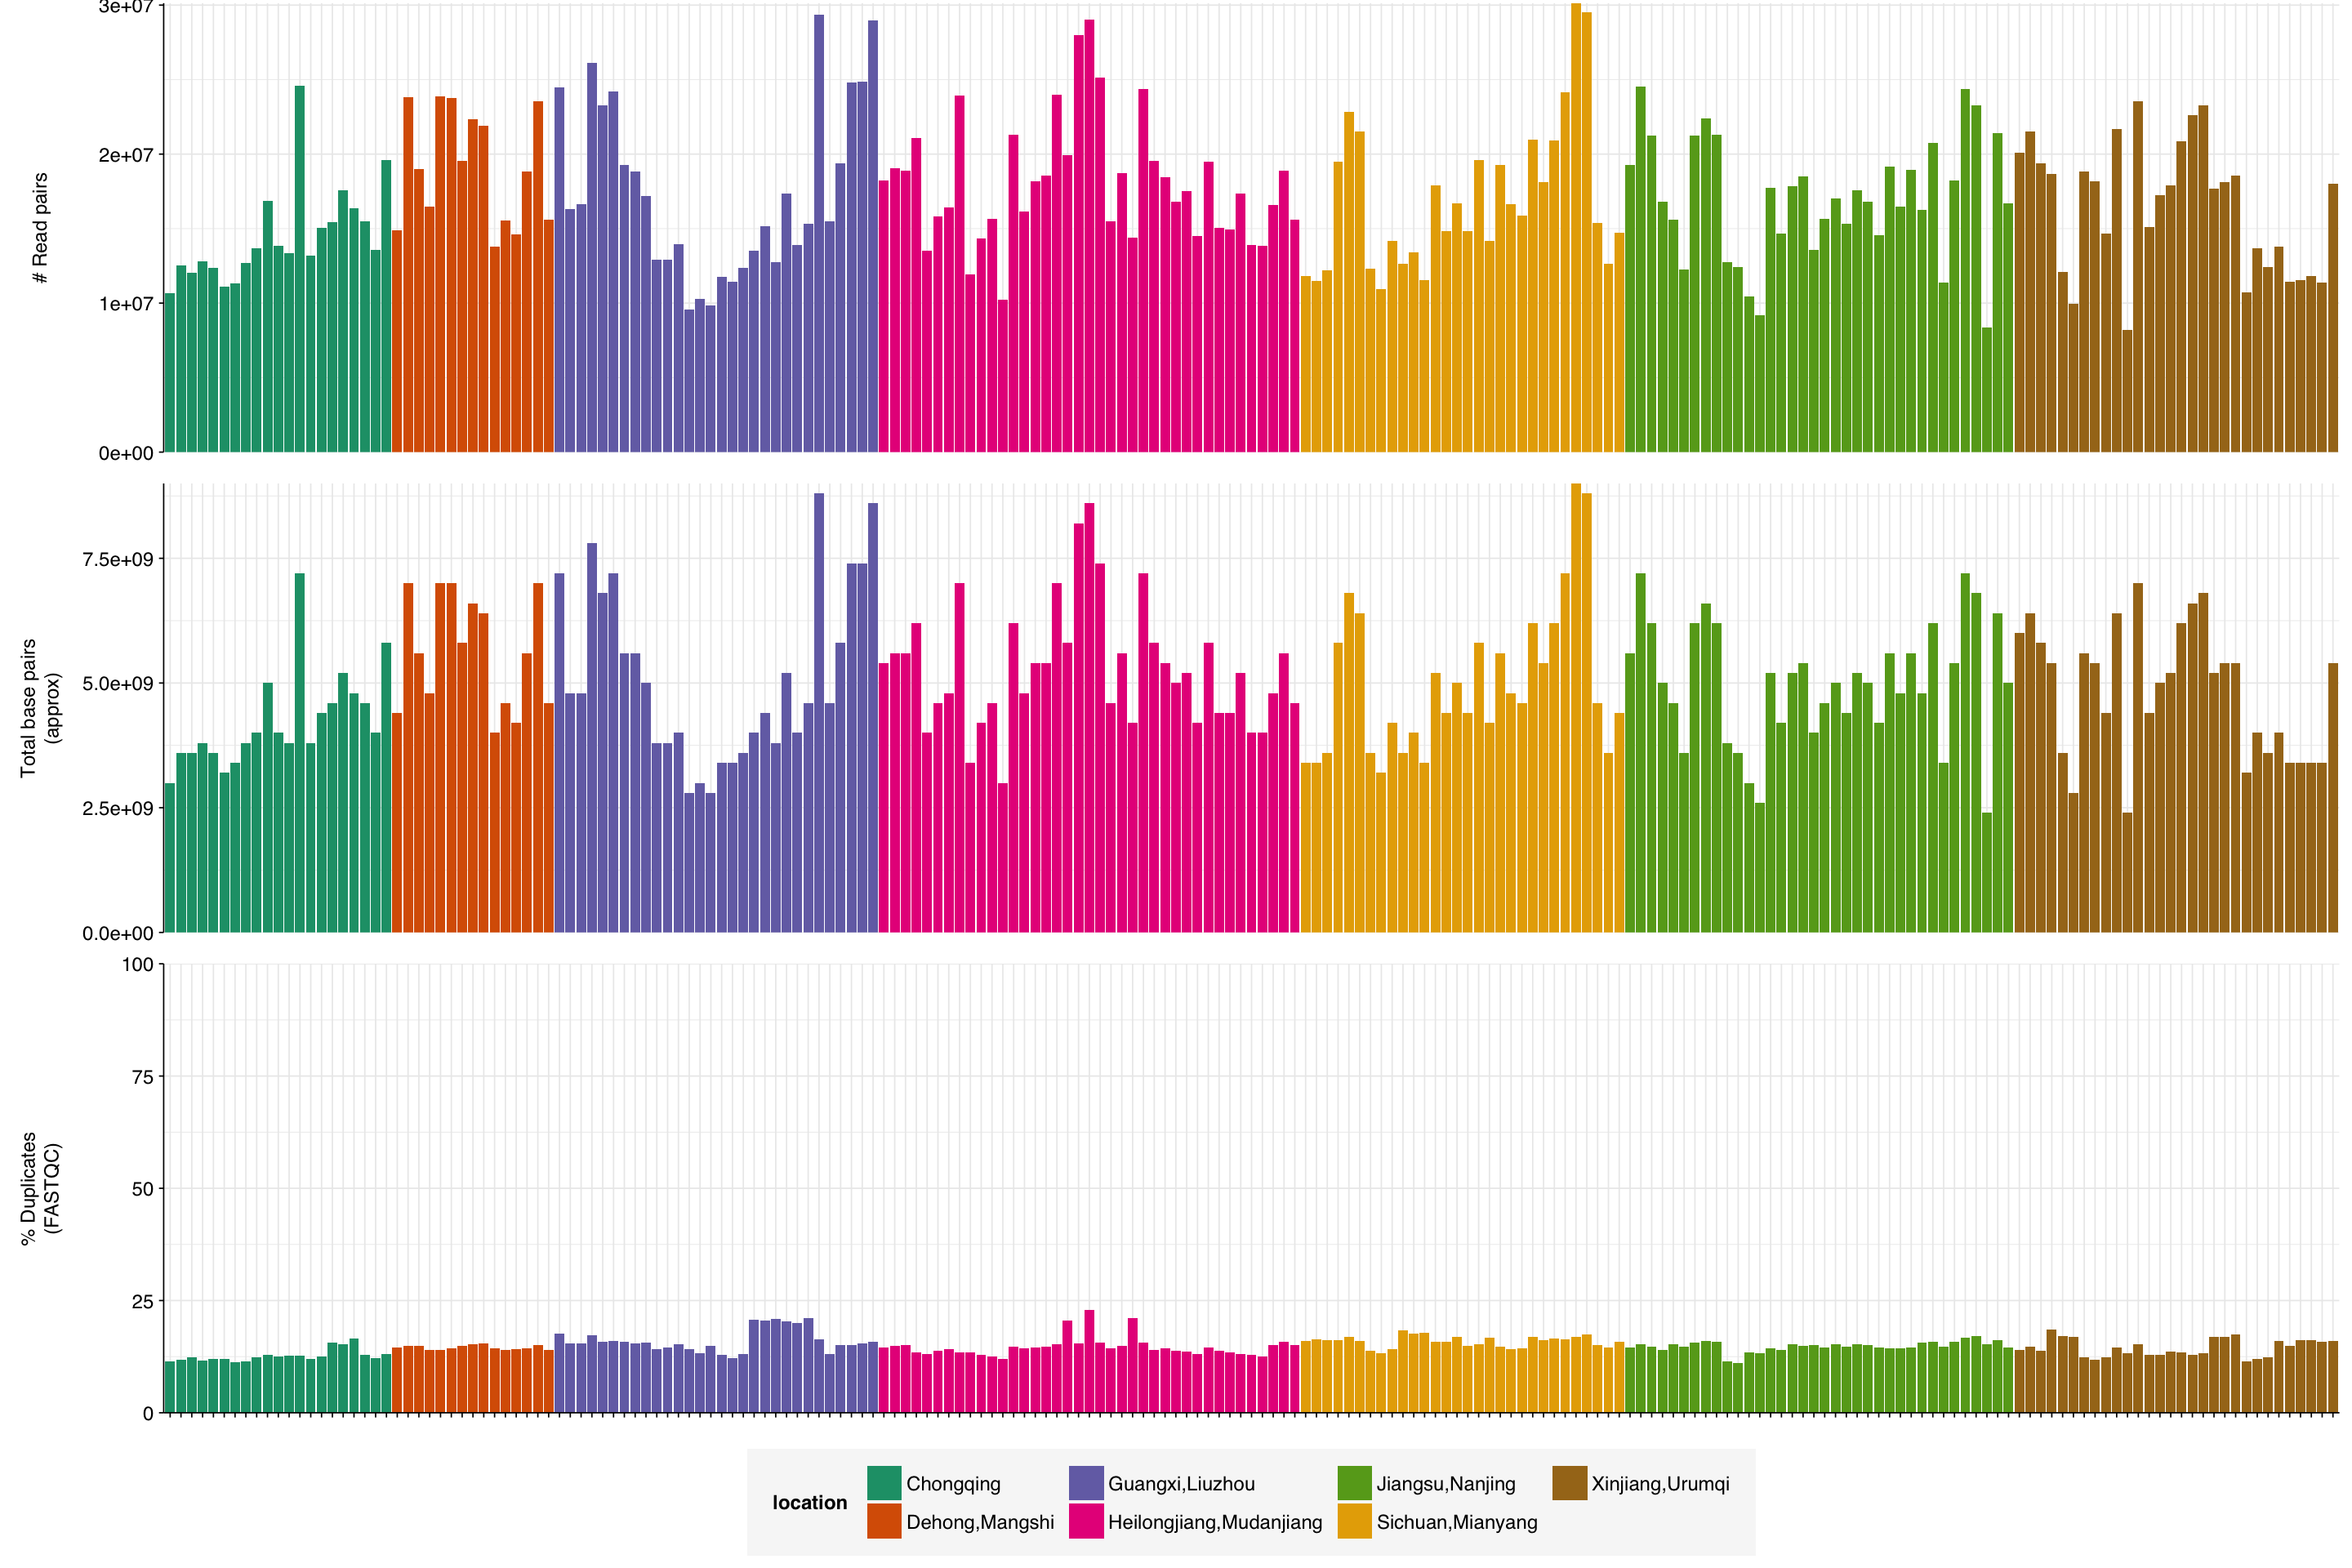 3e+07
2e+07
1e+07
0e+00
# Read pairs
7.5e+09
5.0e+09
2.5e+09
0.0e+00
Total base pairs
(approx)
100
75
50
25
0
% Duplicates
(FASTQC)
location
Chongqing
Guangxi,Liuzhou
Jiangsu,Nanjing
Xinjiang,Urumqi
Dehong,Mangshi
Heilongjiang,Mudanjiang
Sichuan,Mianyang